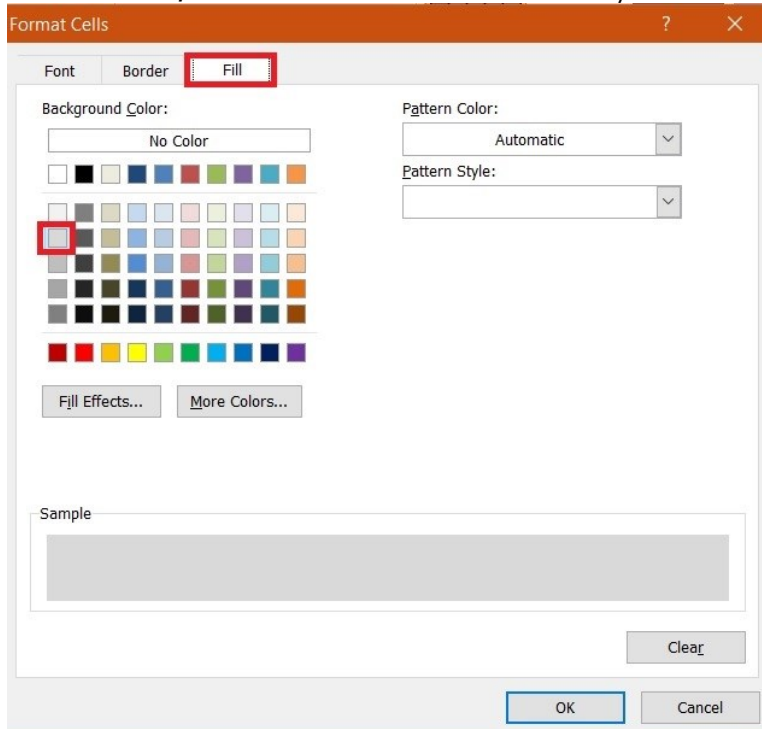 Format Cells ? ×
Font Border Fill
Background Color: Pattern Color:
No Color Automatic
Pattern Style:
Fill Effects... More Colors...
Sample
Clear
OK Cancel